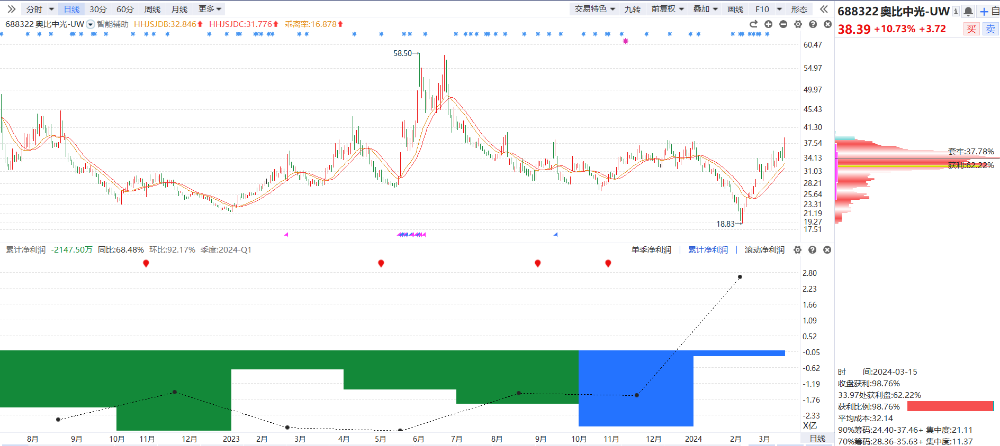 分时 日线 30分 60分 周线 月线 更多 交易特色 九转 前复权 叠加 画线 F10 形态
688322 奥比中光-UW 智能辅助 HHJSJDB:32.846 HHJSJDC:31.776 乖离率:16.878
58.50
18.83
60.47
54.97
49.97
45.43
41.30
37.54
34.13
31.03
28.21
25.64
23.31
21.19
19.27
17.51
累计净利润 -2147.50万 同比:68.48% 环比:92.17% 季度:2024-Q1 单季净利润 累计净利润 滚动净利润
2.80
2.23
1.66
1.09
0.52
-0.05
-0.62
-1.19
-1.76
-2.33
X亿
8月 9月 10月 11月 12月 2023 2月 3月 4月 5月 6月 7月 8月 9月 10月 11月 12月 2024 2月 3月 日线
688322 奥比中光-UW 自
38.39 +10.73% +3.72 买 卖
套牢:37.78%
获利:62.22%
时 间:2024-03-15
收盘获利:98.76%
33.97处获利盘:62.22%
获利比例:98.76%
平均成本:32.14
90%筹码:24.40-37.46+ 集中度:21.11
70%筹码:28.36-35.63+ 集中度:11.37